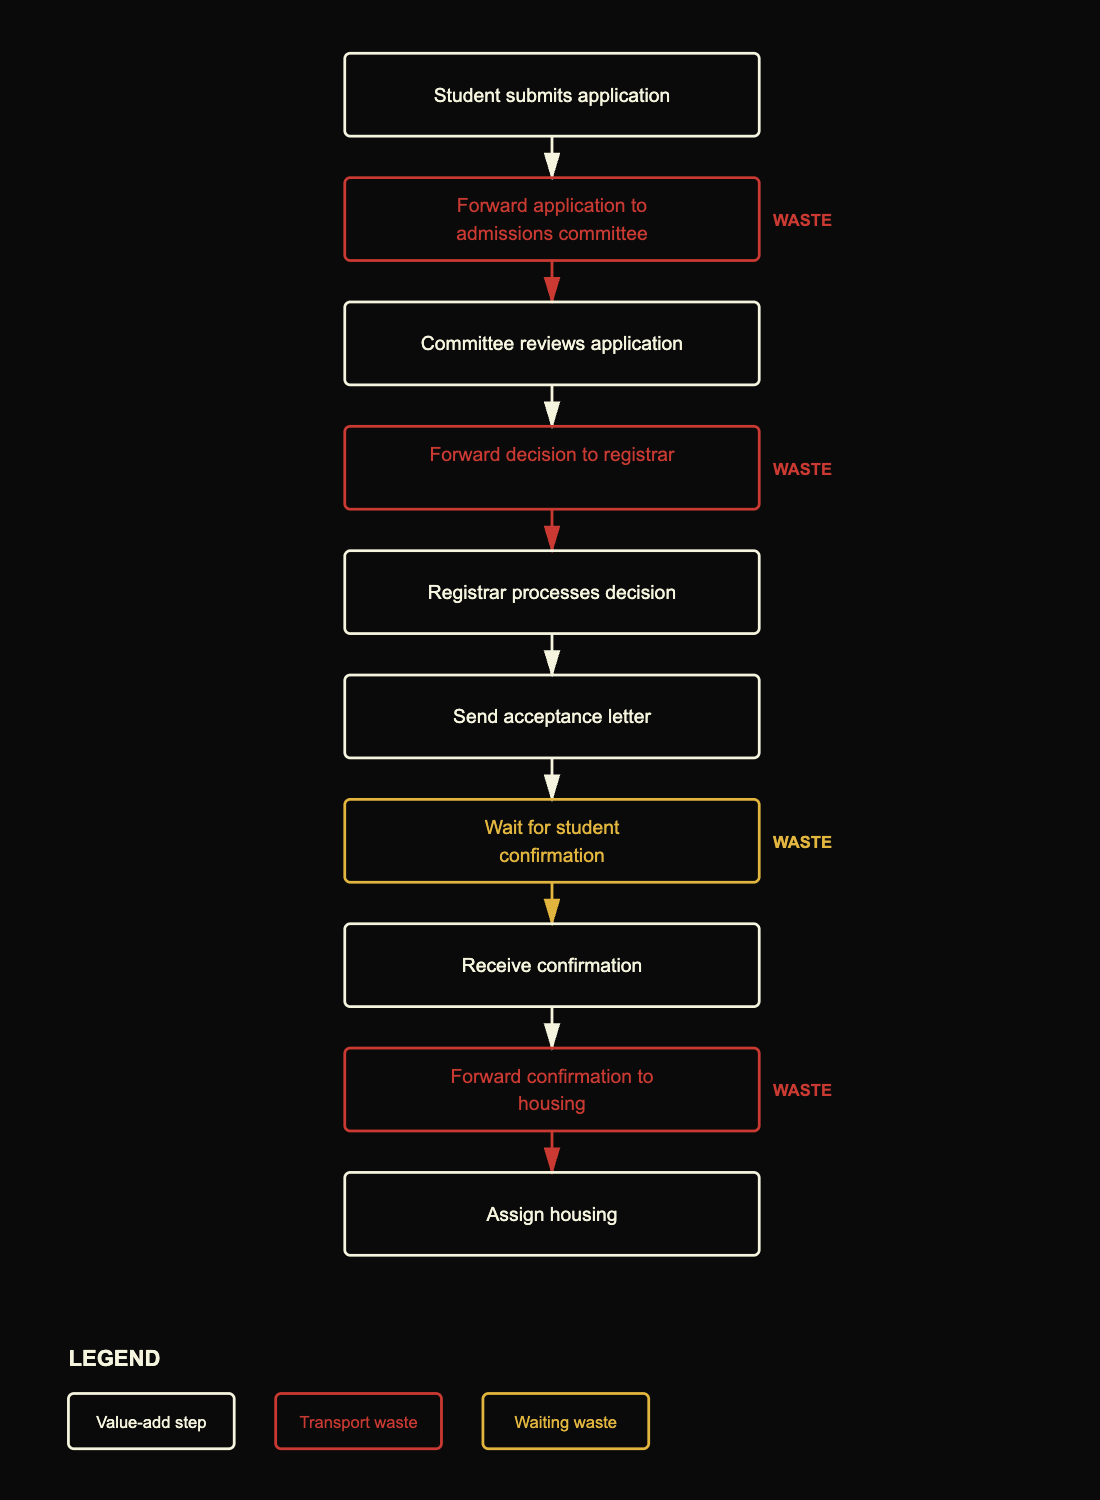 Student submits application
Forward application to
admissions committee
WASTE
Committee reviews application
Forward decision to registrar
WASTE
Registrar processes decision
Send acceptance letter
Wait for student
confirmation
WASTE
Receive confirmation
Forward confirmation to
housing
WASTE
Assign housing
LEGEND
Value-add step
Transport waste
Waiting waste